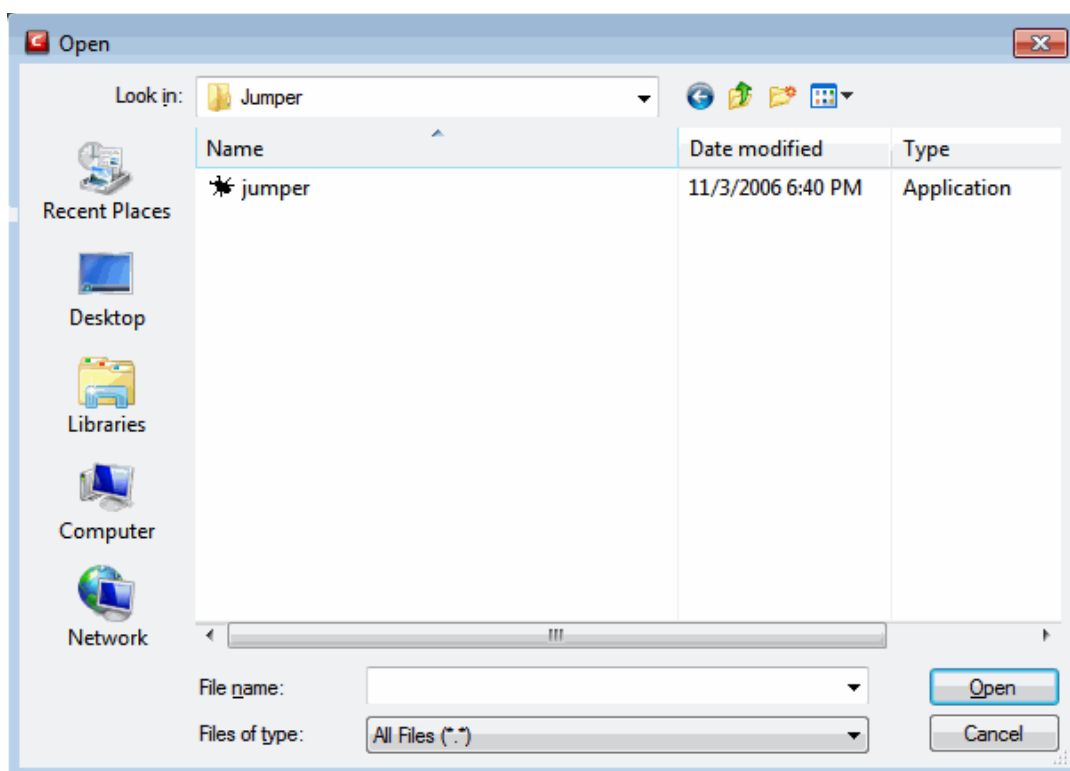 Open
Look in: Jumper
Name Date modified Type
jumper 11/3/2006 6:40 PM Application
Recent Places
Desktop
Libraries
Computer
Network
File name: Open
Files of type: All Files (*.*) Cancel